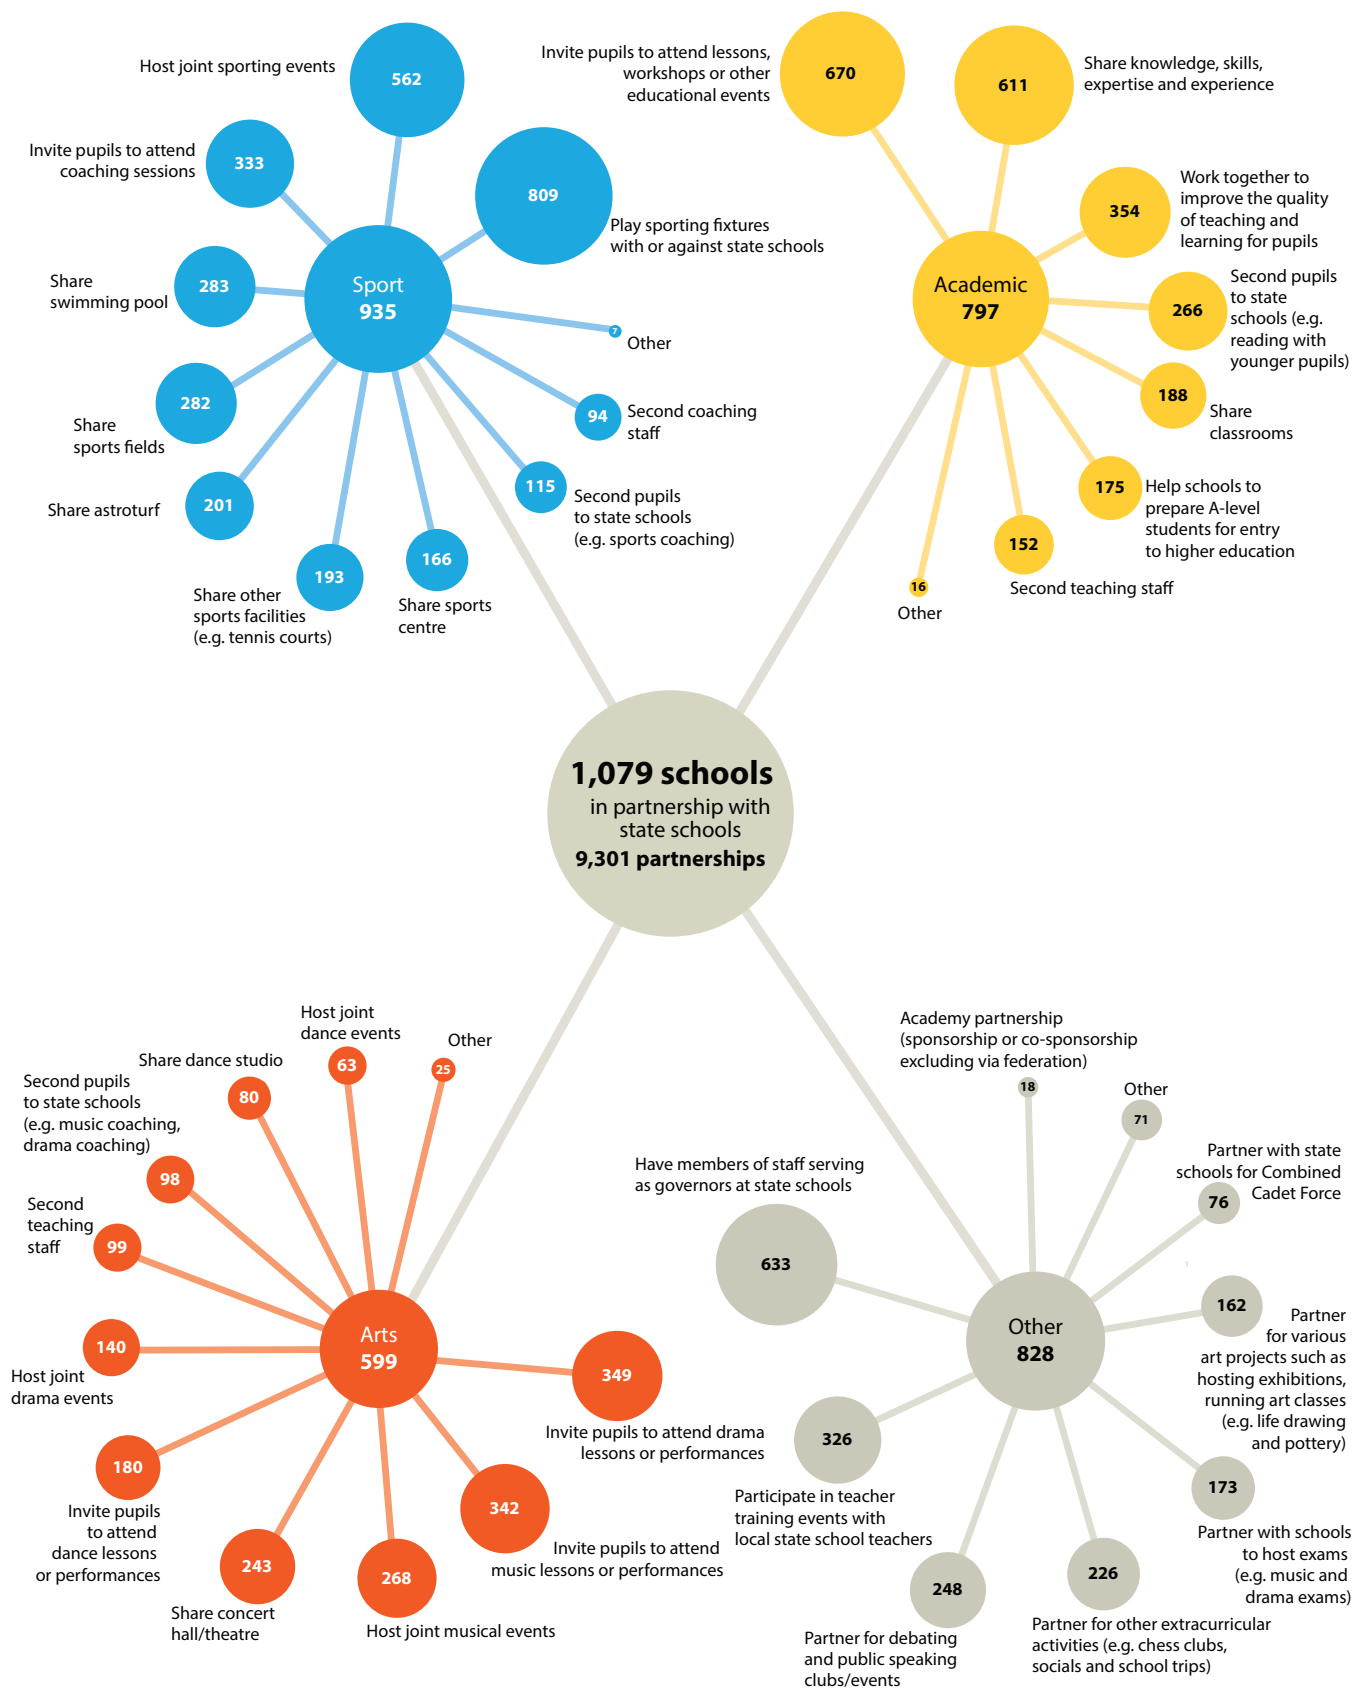 Host joint sporting events
562
Invite pupils to attend
coaching sessions
333
809
Play sporting fixtures
with or against state schools
Share
swimming pool
283
Sport
935
7
Other
282
Share
sports fields
94
Second coaching
staff
Share astroturf
201
115
Second pupils
to state schools
(e.g. sports coaching)
193
Share other
sports facilities
(e.g. tennis courts)
166
Share sports
centre
Invite pupils to attend lessons,
workshops or other
educational events
670
611
Share knowledge, skills,
expertise and experience
354
Work together to
improve the quality
of teaching and
learning for pupils
Academic
797
266
Second pupils
to state
schools (e.g.
reading with
younger pupils)
188
Share
classrooms
175
Help schools to
prepare A-level
students for entry
to higher education
152
Second teaching staff
16
Other
1,079 schools
in partnership with
state schools
9,301 partnerships
Host joint
dance events
63
Other
25
Share dance studio
80
Second pupils
to state schools
(e.g. music coaching,
drama coaching)
98
Second
teaching
staff
99
Arts
599
140
Host joint
drama events
349
Invite pupils to attend drama
lessons or performances
180
Invite pupils
to attend
dance lessons
or performances
342
Invite pupils to attend
music lessons or performances
243
Share concert
hall/theatre
268
Host joint musical events
Academy partnership
(sponsorship or co-sponsorship
excluding via federation)
18
Other
71
Partner with state
schools for Combined
Cadet Force
76
1
Have members of staff serving
as governors at state schools
633
Other
828
162
Partner
for various
art projects such as
hosting exhibitions,
running art classes
(e.g. life drawing
and pottery)
326
Participate in teacher
training events with
local state school teachers
173
Partner with schools
to host exams
(e.g. music and
drama exams)
248
Partner for debating
and public speaking
clubs/events
226
Partner for other extracurricular
activities (e.g. chess clubs,
socials and school trips)